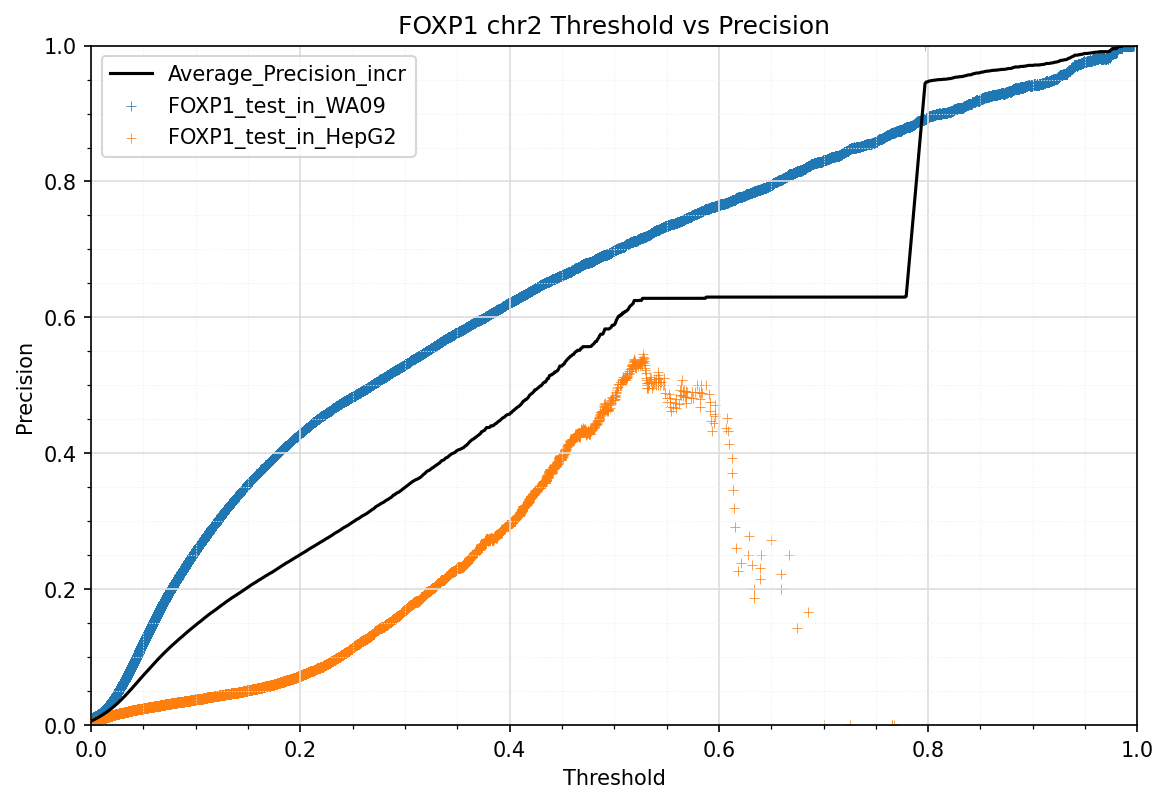 FOXP1 chr2 Threshold vs Precision
1.0
Average_Precision_incr
FOXP1_test_in_WA09
FOXP1_test_in_HepG2
0.8
0.6
Precision
0.4
0.2
0.0
0.0 0.2 0.4 0.6 0.8 1.0
Threshold